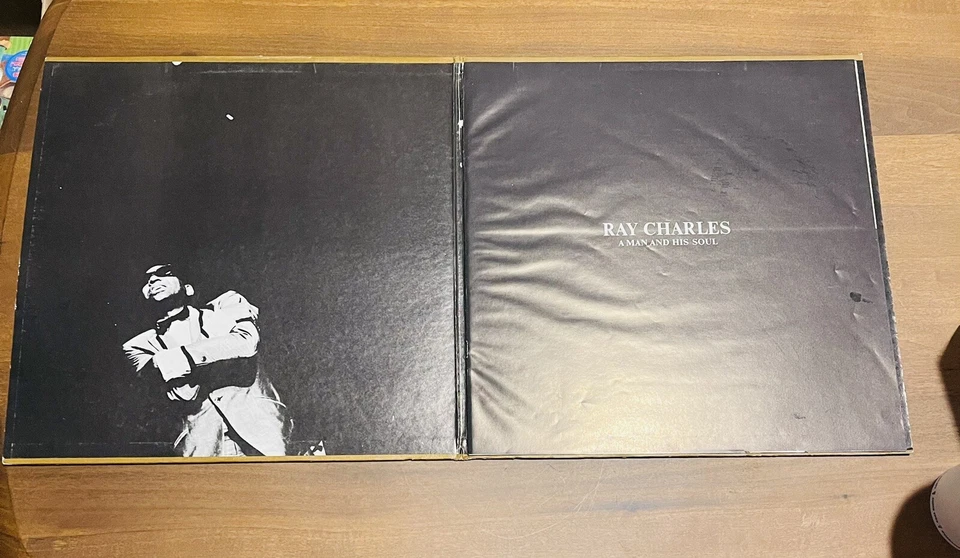 RAY CHARLES
A MAN AND HIS SOUL